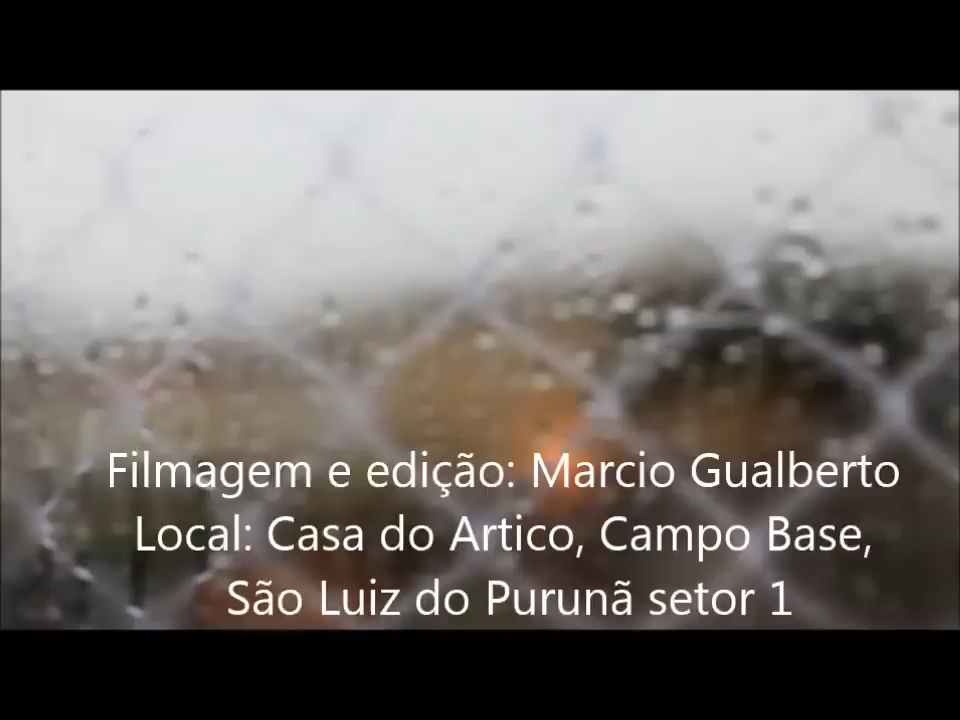 Filmagem e edição: Marcio Gualberto
Local: Casa do Artico, Campo Base,
São Luiz do Purunã setor 1